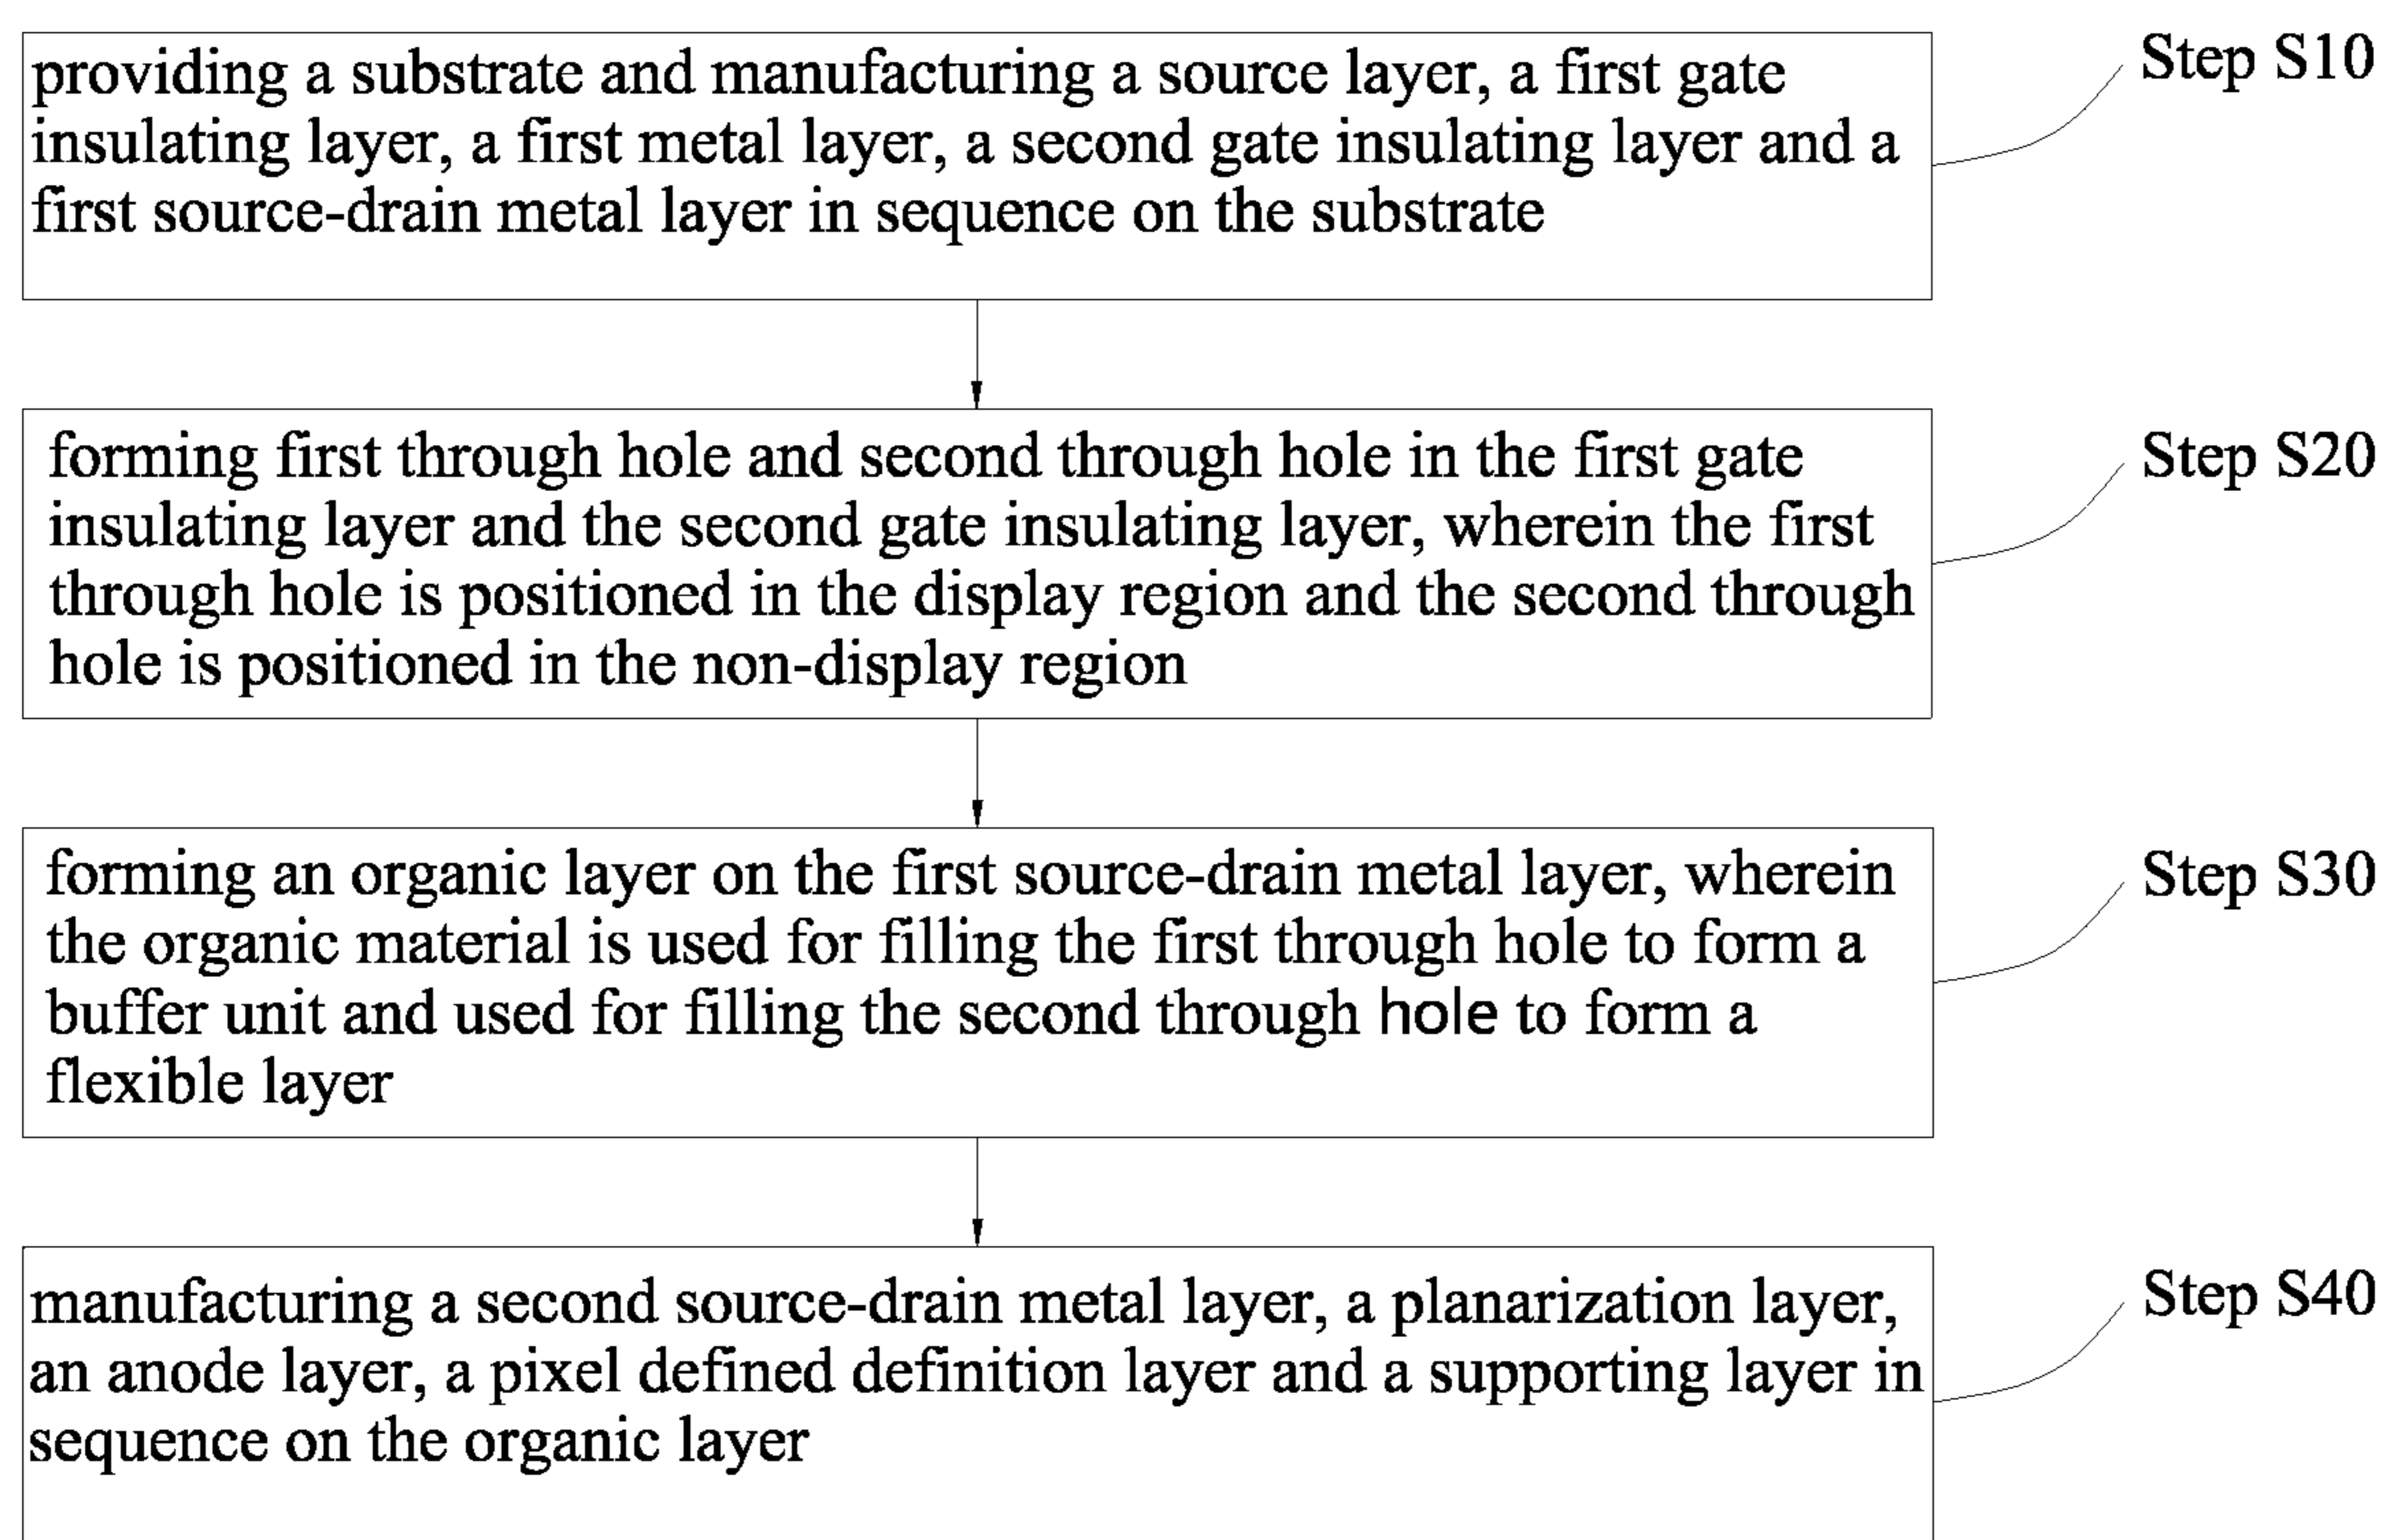 providing a substrate and manufacturing a source layer, a first gate
insulating layer, a first metal layer, a second gate insulating layer and a
first source-drain metal layer in sequence on the substrate
Step S10
forming first through hole and second through hole in the first gate
insulating layer and the second gate insulating layer, wherein the first
through hole is positioned in the display region and the second through
hole is positioned in the non-display region
Step S20
forming an organic layer on the first source-drain metal layer, wherein
the organic material is used for filling the first through hole to form a
buffer unit and used for filling the second through hole to form a
flexible layer
Step S30
manufacturing a second source-drain metal layer, a planarization layer,
an anode layer, a pixel defined definition layer and a supporting layer in
sequence on the organic layer
Step S40